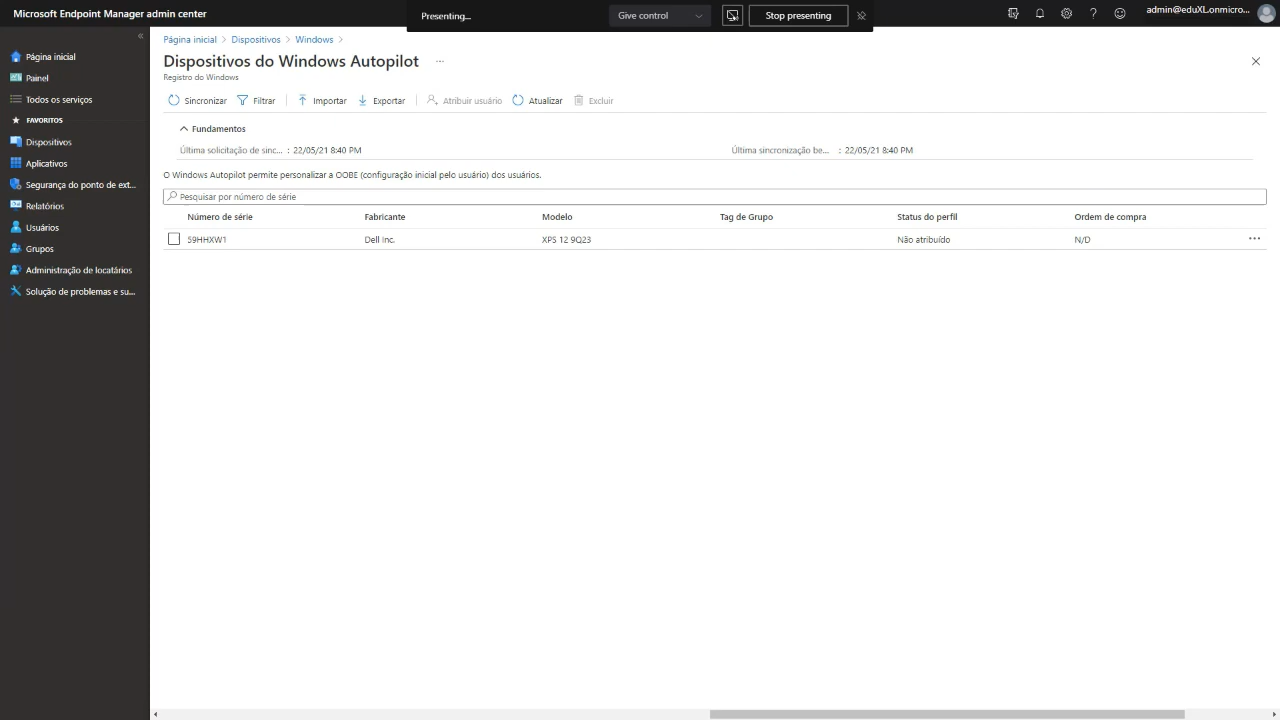 Microsoft Endpoint Manager admin center
Presenting...
Give control
Stop presenting
admin@eduXl.onmicro...
Página inicial
Painel
Todos os serviços
FAVORITOS
Dispositivos
Aplicativos
Segurança do ponto de ext...
Relatórios
Usuários
Grupos
Administração de locatários
Solução de problemas e su...
Página inicial > Dispositivos > Windows >
Dispositivos do Windows Autopilot ...
Registro do Windows
Sincronizar Filtrar Importar Exportar Atribuir usuário Atualizar Excluir
Fundamentos
Última solicitação de sinc... : 22/05/21 8:40 PM
Última sincronização be... : 22/05/21 8:40 PM
O Windows Autopilot permite personalizar a OOBE (configuração inicial pelo usuário) dos usuários.
Pesquisar por número de série
Número de série Fabricante Modelo Tag de Grupo Status do perfil Ordem de compra
59HHXW1 Dell Inc. XPS 12 9Q23 Não atribuído N/D ...